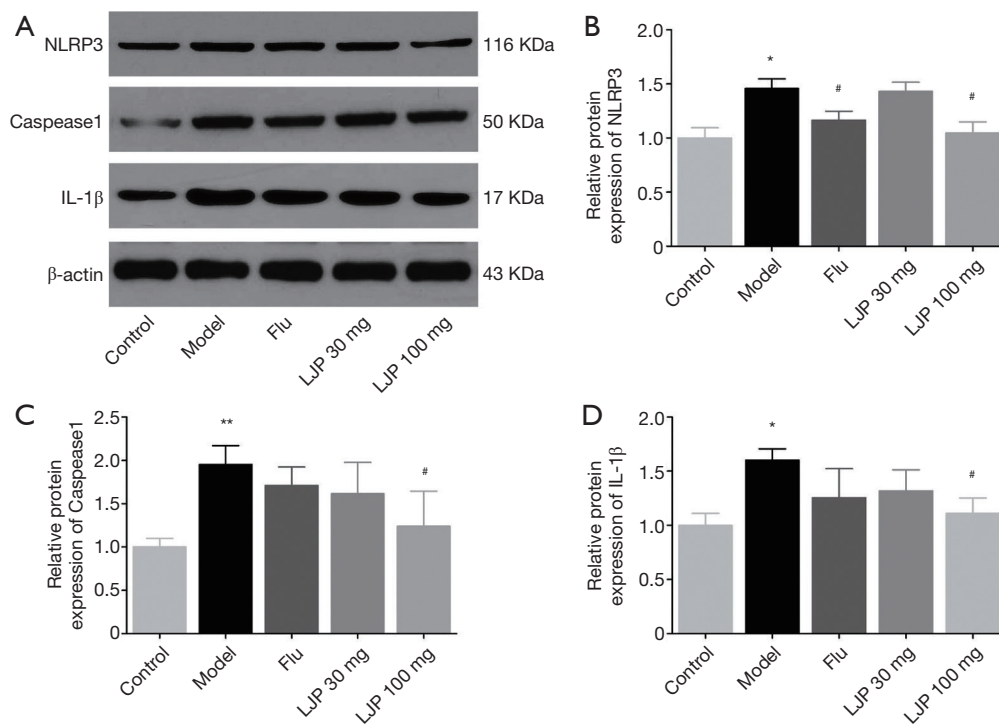 A
NLRP3
116 KDa
Caspease1
50 KDa
IL-1β
17 KDa
β-actin
43 KDa
Control
Model
Flu
LJP 30 mg
LJP 100 mg
B
Relative protein
expression of NLRP3
2.0
1.5
1.0
0.5
0
*
#
#
Control
Model
Flu
LJP 30 mg
LJP 100 mg
C
Relative protein
expression of Caspease1
2.5
2.0
1.5
1.0
0.5
0
**
#
Control
Model
Flu
LJP 30 mg
LJP 100 mg
D
Relative protein
expression of IL-1β
2.0
1.5
1.0
0.5
0
*
#
Control
Model
Flu
LJP 30 mg
LJP 100 mg